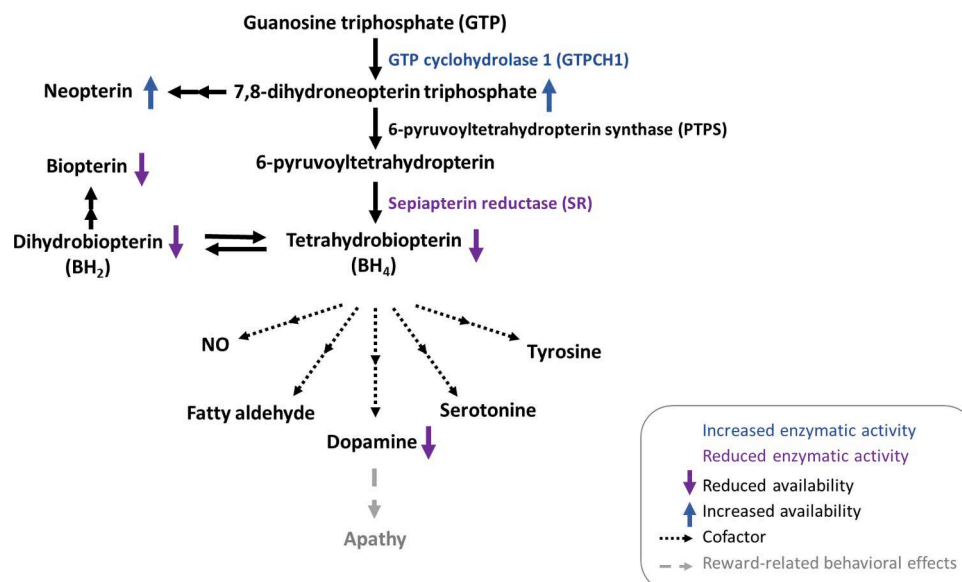 Guanosine triphosphate (GTP)
GTP cyclohydrolase 1 (GTPCH1)
Neopterin
7,8-dihydroneopterin triphosphate
6-pyruvoyltetrahydropterin synthase (PTPS)
6-pyruvoyltetrahydropterin
Biopterin
Sepiapterin reductase (SR)
Dihydrobiopterin
(BH₂)
Tetrahydrobiopterin
(BH₄)
NO
Tyrosine
Fatty aldehyde
Serotonine
Dopamine
Apathy
Increased enzymatic activity
Reduced enzymatic activity
Reduced availability
Increased availability
Cofactor
Reward-related behavioral effects